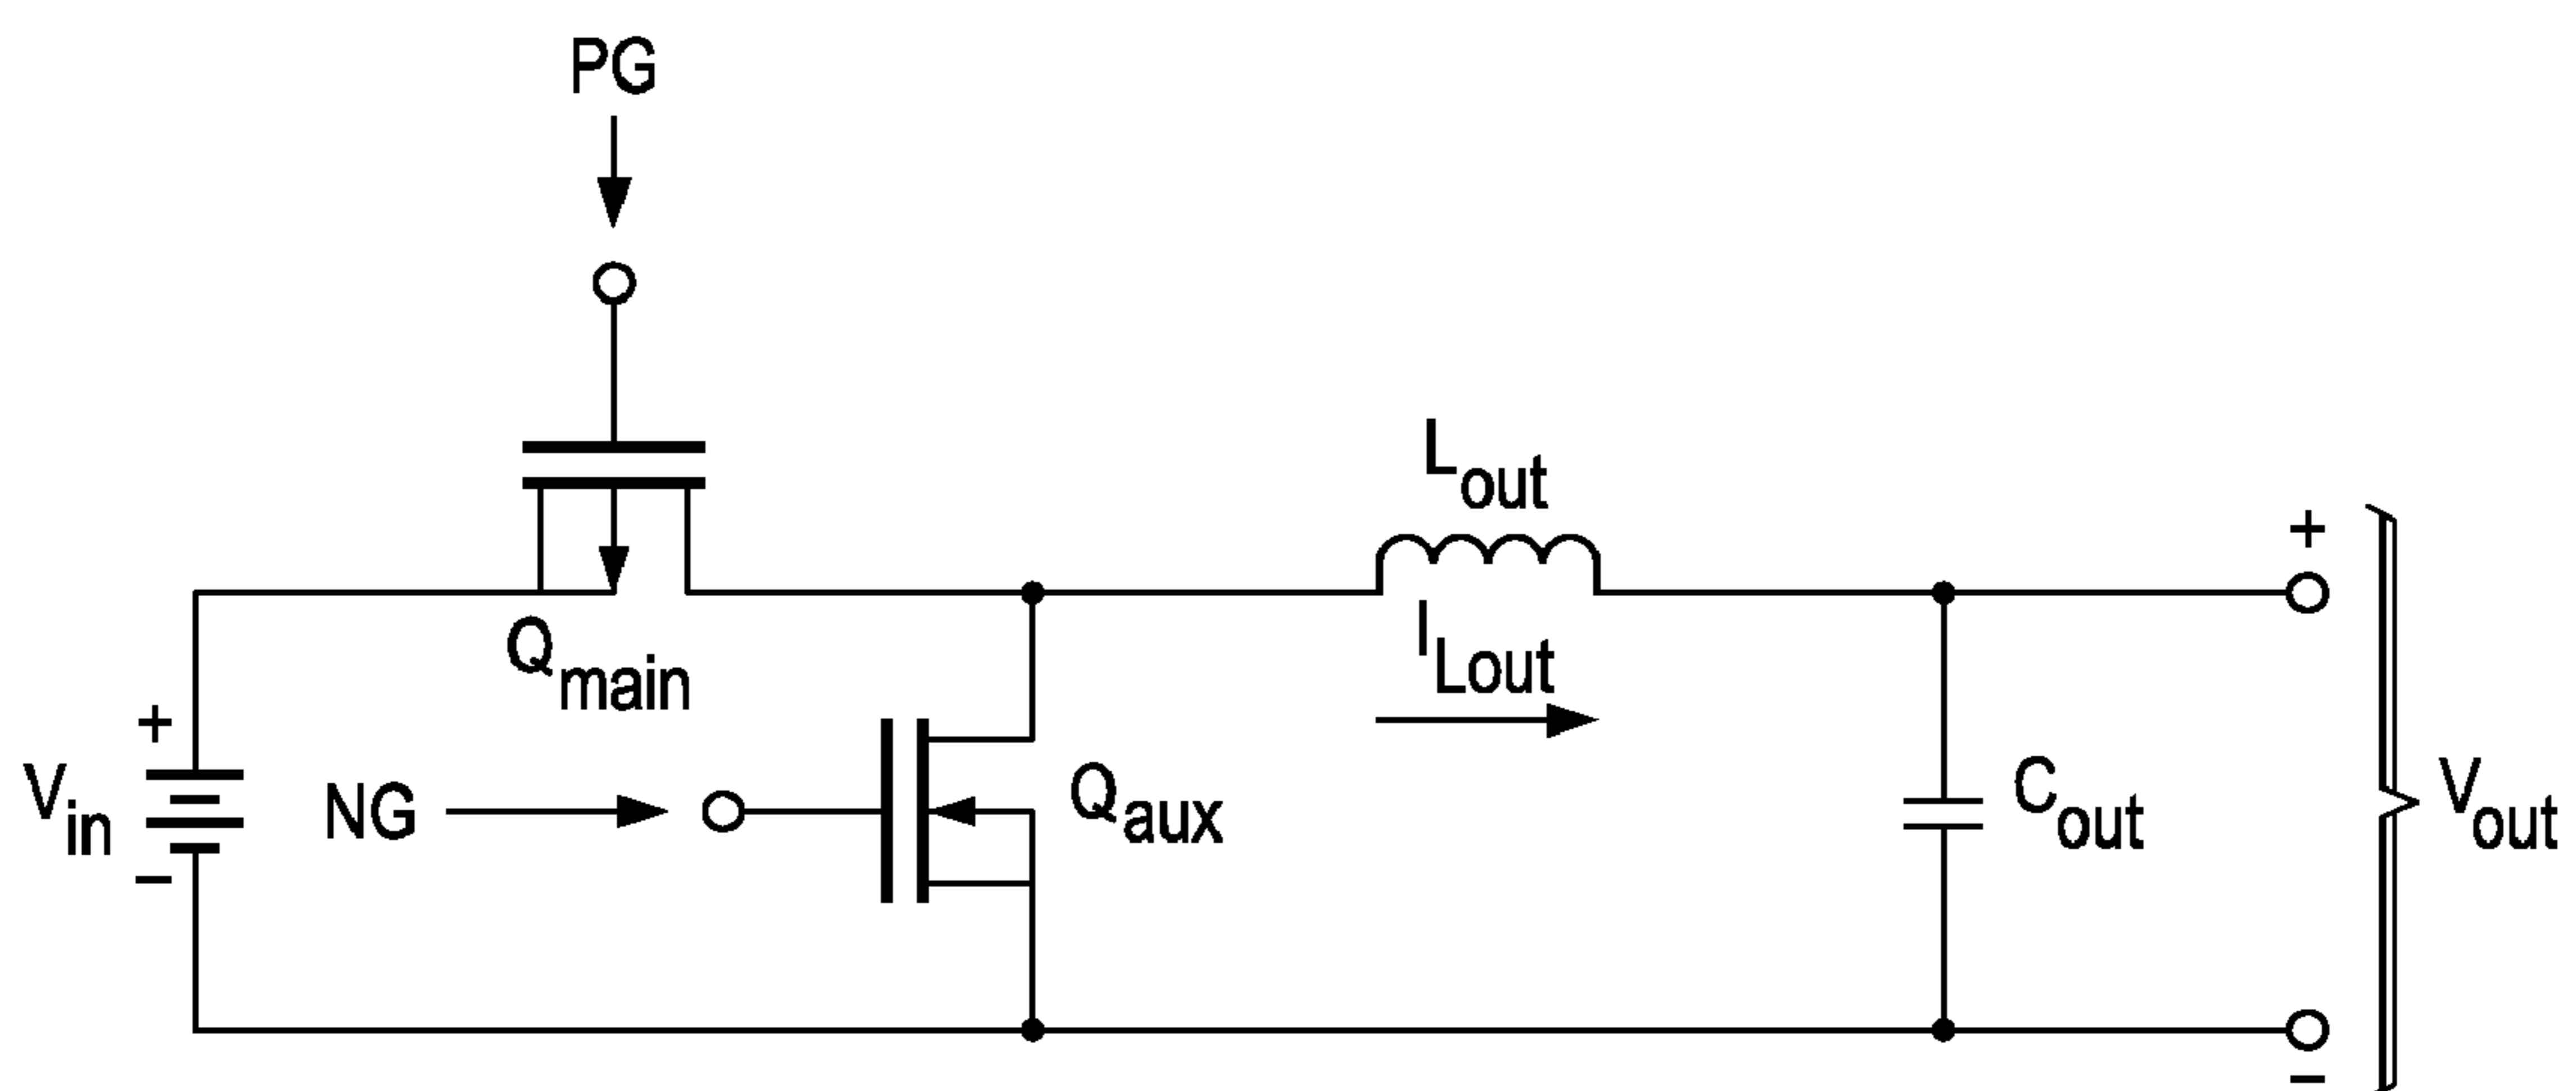 PG
L_out
I_Lout
+
Q_main
+
V_in
−
NG
Q_aux
C_out
V_out
−